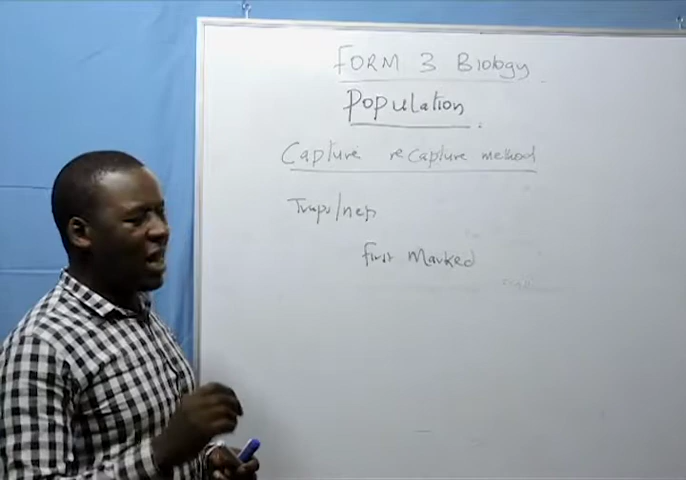 FORM 3 Biology
Population
Capture recapture method
Traps/nets
first Marked